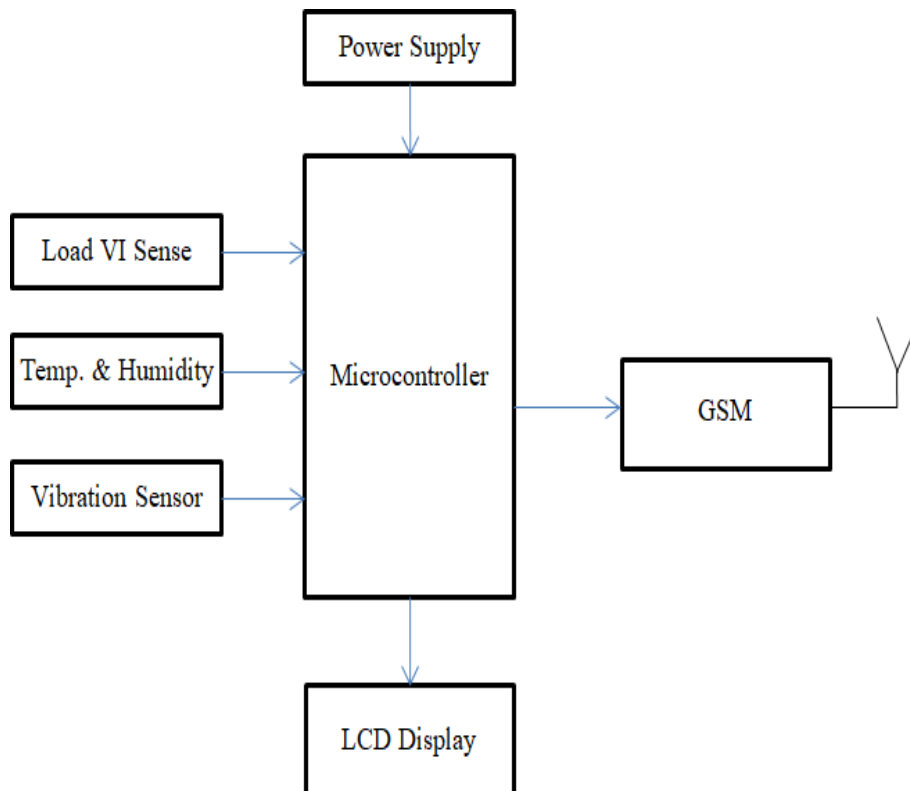 Power Supply
Load VI Sense
Temp. & Humidity
Microcontroller
GSM
Vibration Sensor
LCD Display